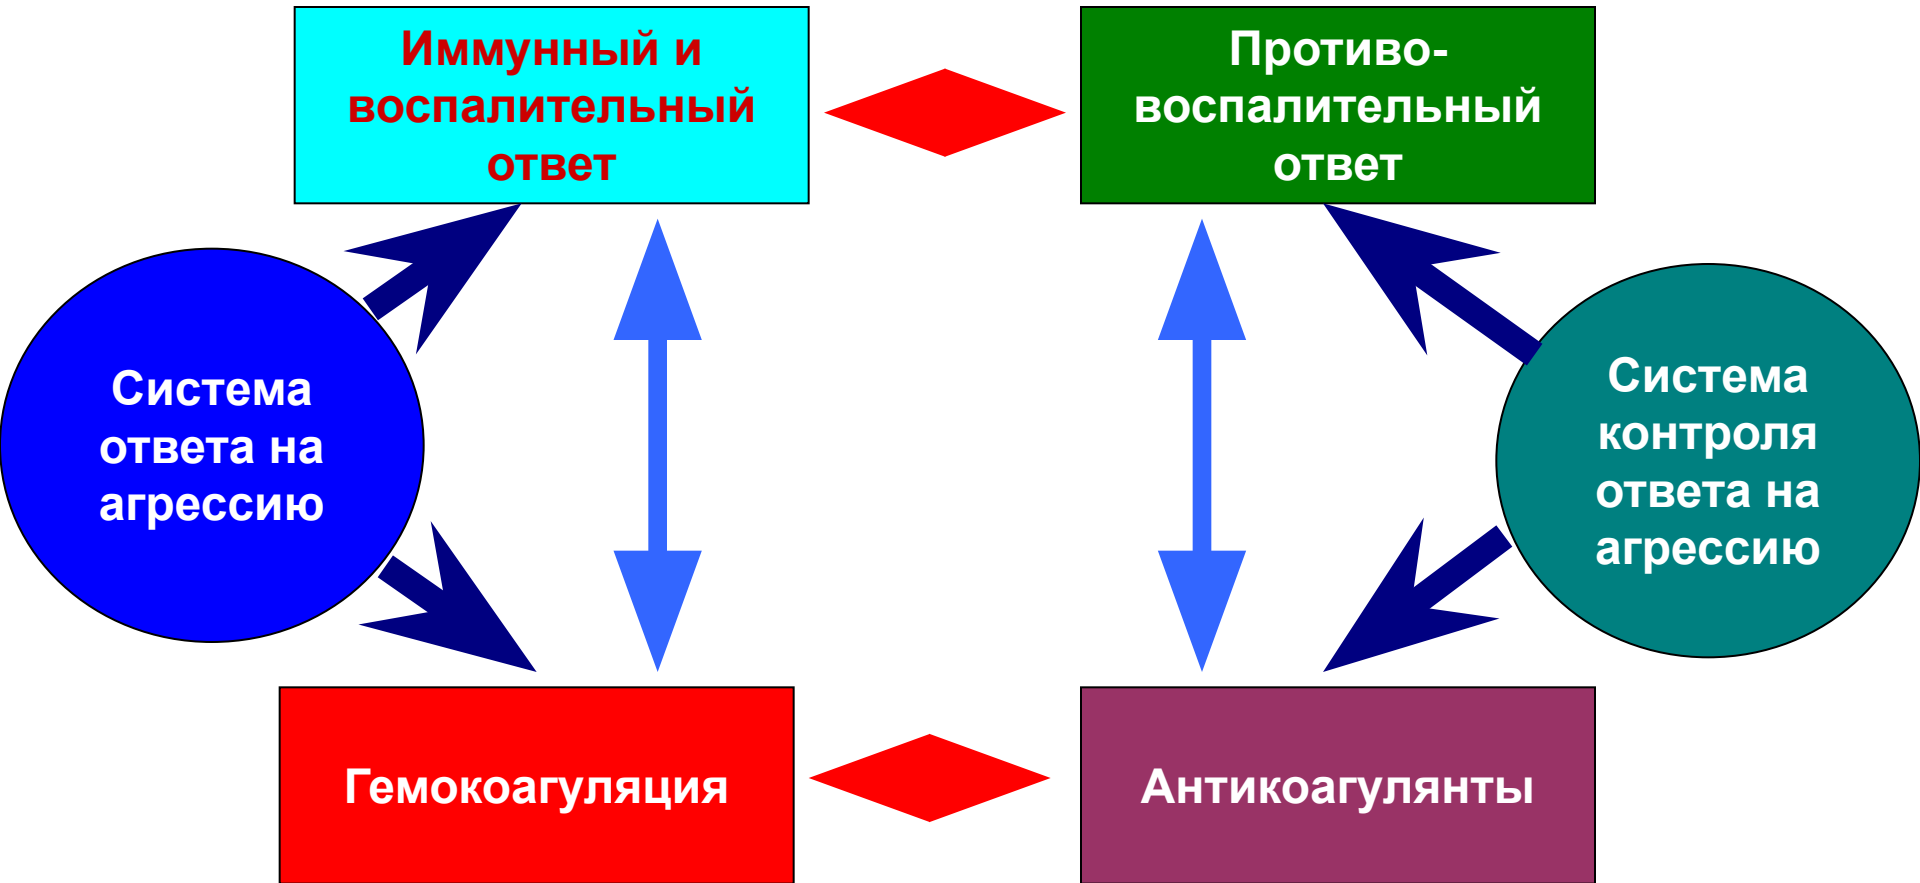 Иммунный и
воспалительный
ответ
Противо-
воспалительный
ответ
Система
ответа на
агрессию
Система
контроля
ответа на
агрессию
Гемокоагуляция
Антикоагулянты